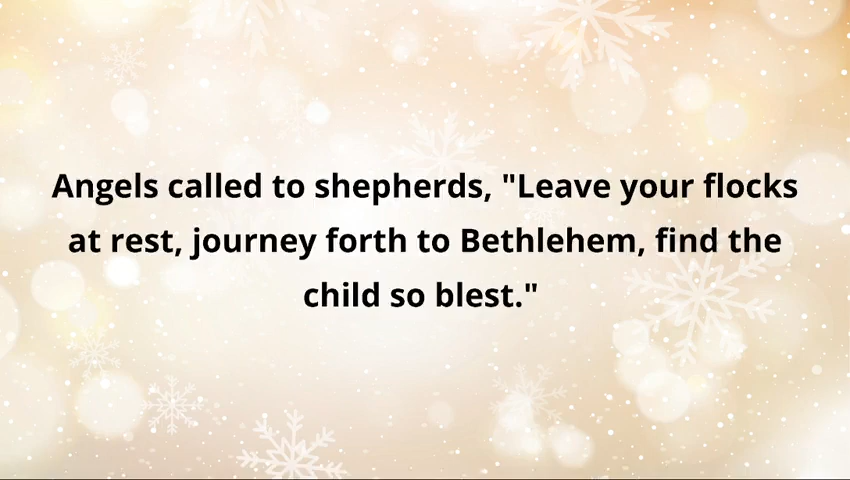 Angels called to shepherds, "Leave your flocks
at rest, journey forth to Bethlehem, find the
child so blest."